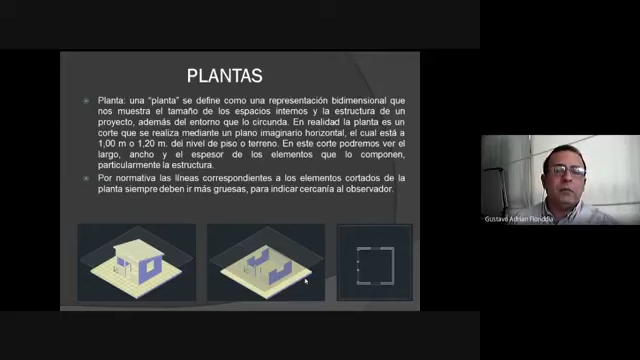 PLANTAS
Planta: una “planta” se define como una representación bidimensional que
nos muestra el tamaño de los espacios internos y la estructura de un
proyecto, además del entorno que lo circunda. En realidad la planta es un
corte que se realiza mediante un plano imaginario horizontal, el cual está a
1,00 m o 1,20 m. del nivel de piso o terreno. En este corte podremos ver el
largo, ancho y el espesor de los elementos que lo componen,
particularmente la estructura.
Por normativa las líneas correspondientes a los elementos cortados de la
planta siempre deben ir más gruesas, para indicar cercanía al observador.
Gustavo Adrian